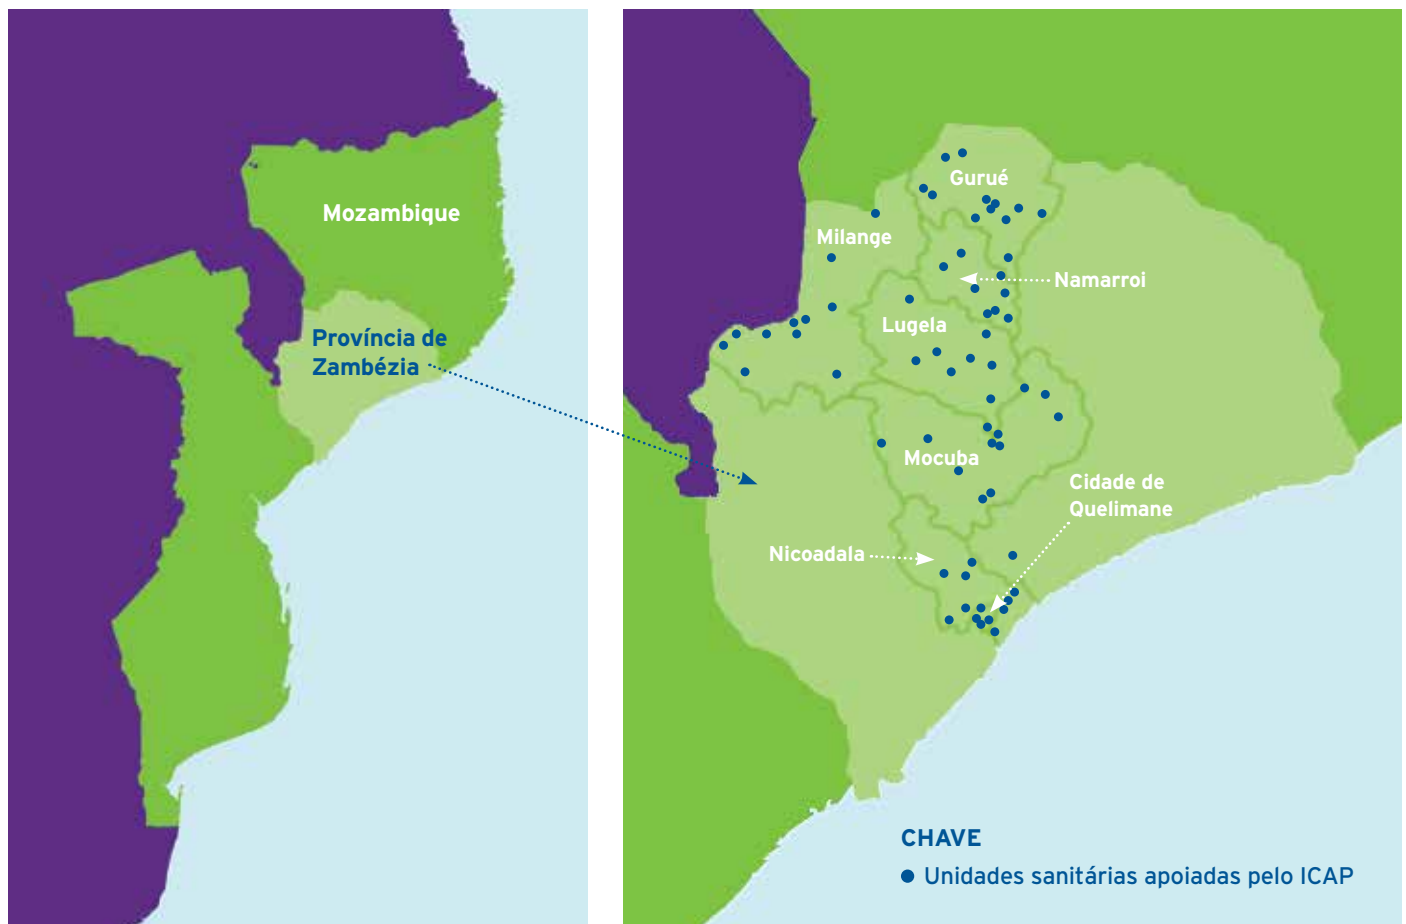 Mozambique
Província de
Zambézia
Gurué
Milange
Namarroi
Lugela
Mocuba
Cidade de
Quelimane
Nicoadala
CHAVE
Unidades sanitárias apoiadas pelo ICAP